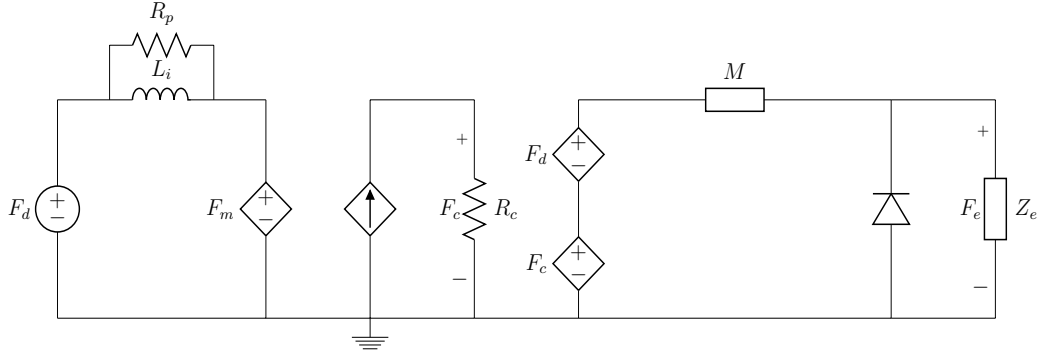 R_p
L_i
M
F_d
F_m
+
F_c
−
R_c
F_d
F_c
+
F_e
−
Z_e